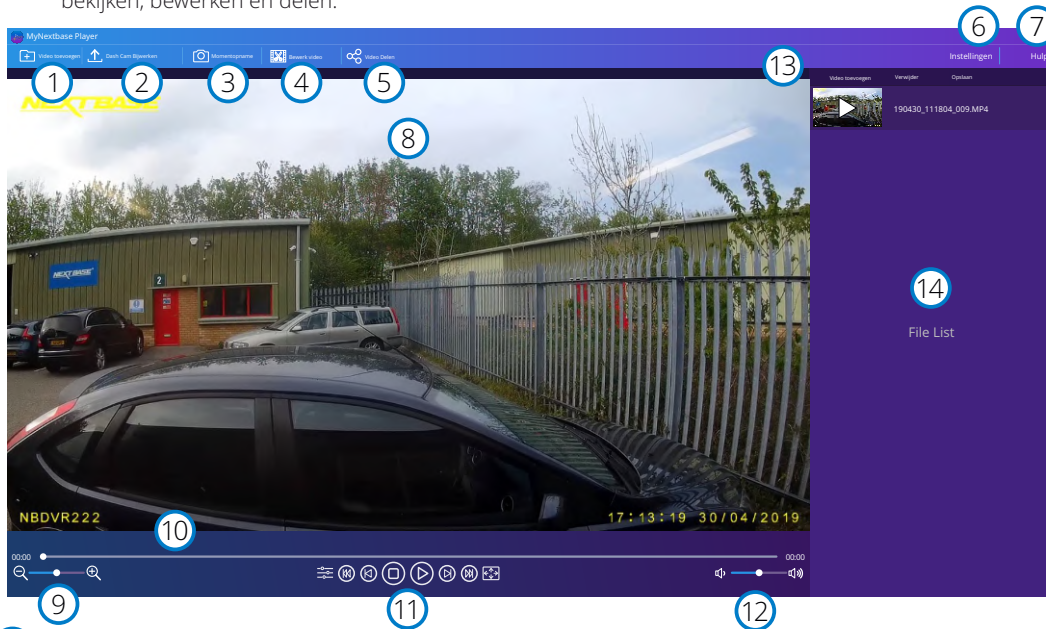 bekijken, bewerken en delen.
6
7
MyNextbase Player
Video toevoegen
Dash Cam Bijwerken
Momentopname
Bewerk video
Video Delen
Instellingen
Hulp
1
2
3
4
5
13
Video toevoegen
Verwijder
Opslaan
NEXTBASE
190430_111804_009.MP4
8
NEXTBASE
2
14
File List
NBDVR222
17:13:19 30/04/2019
10
00:00
00:00
9
11
12